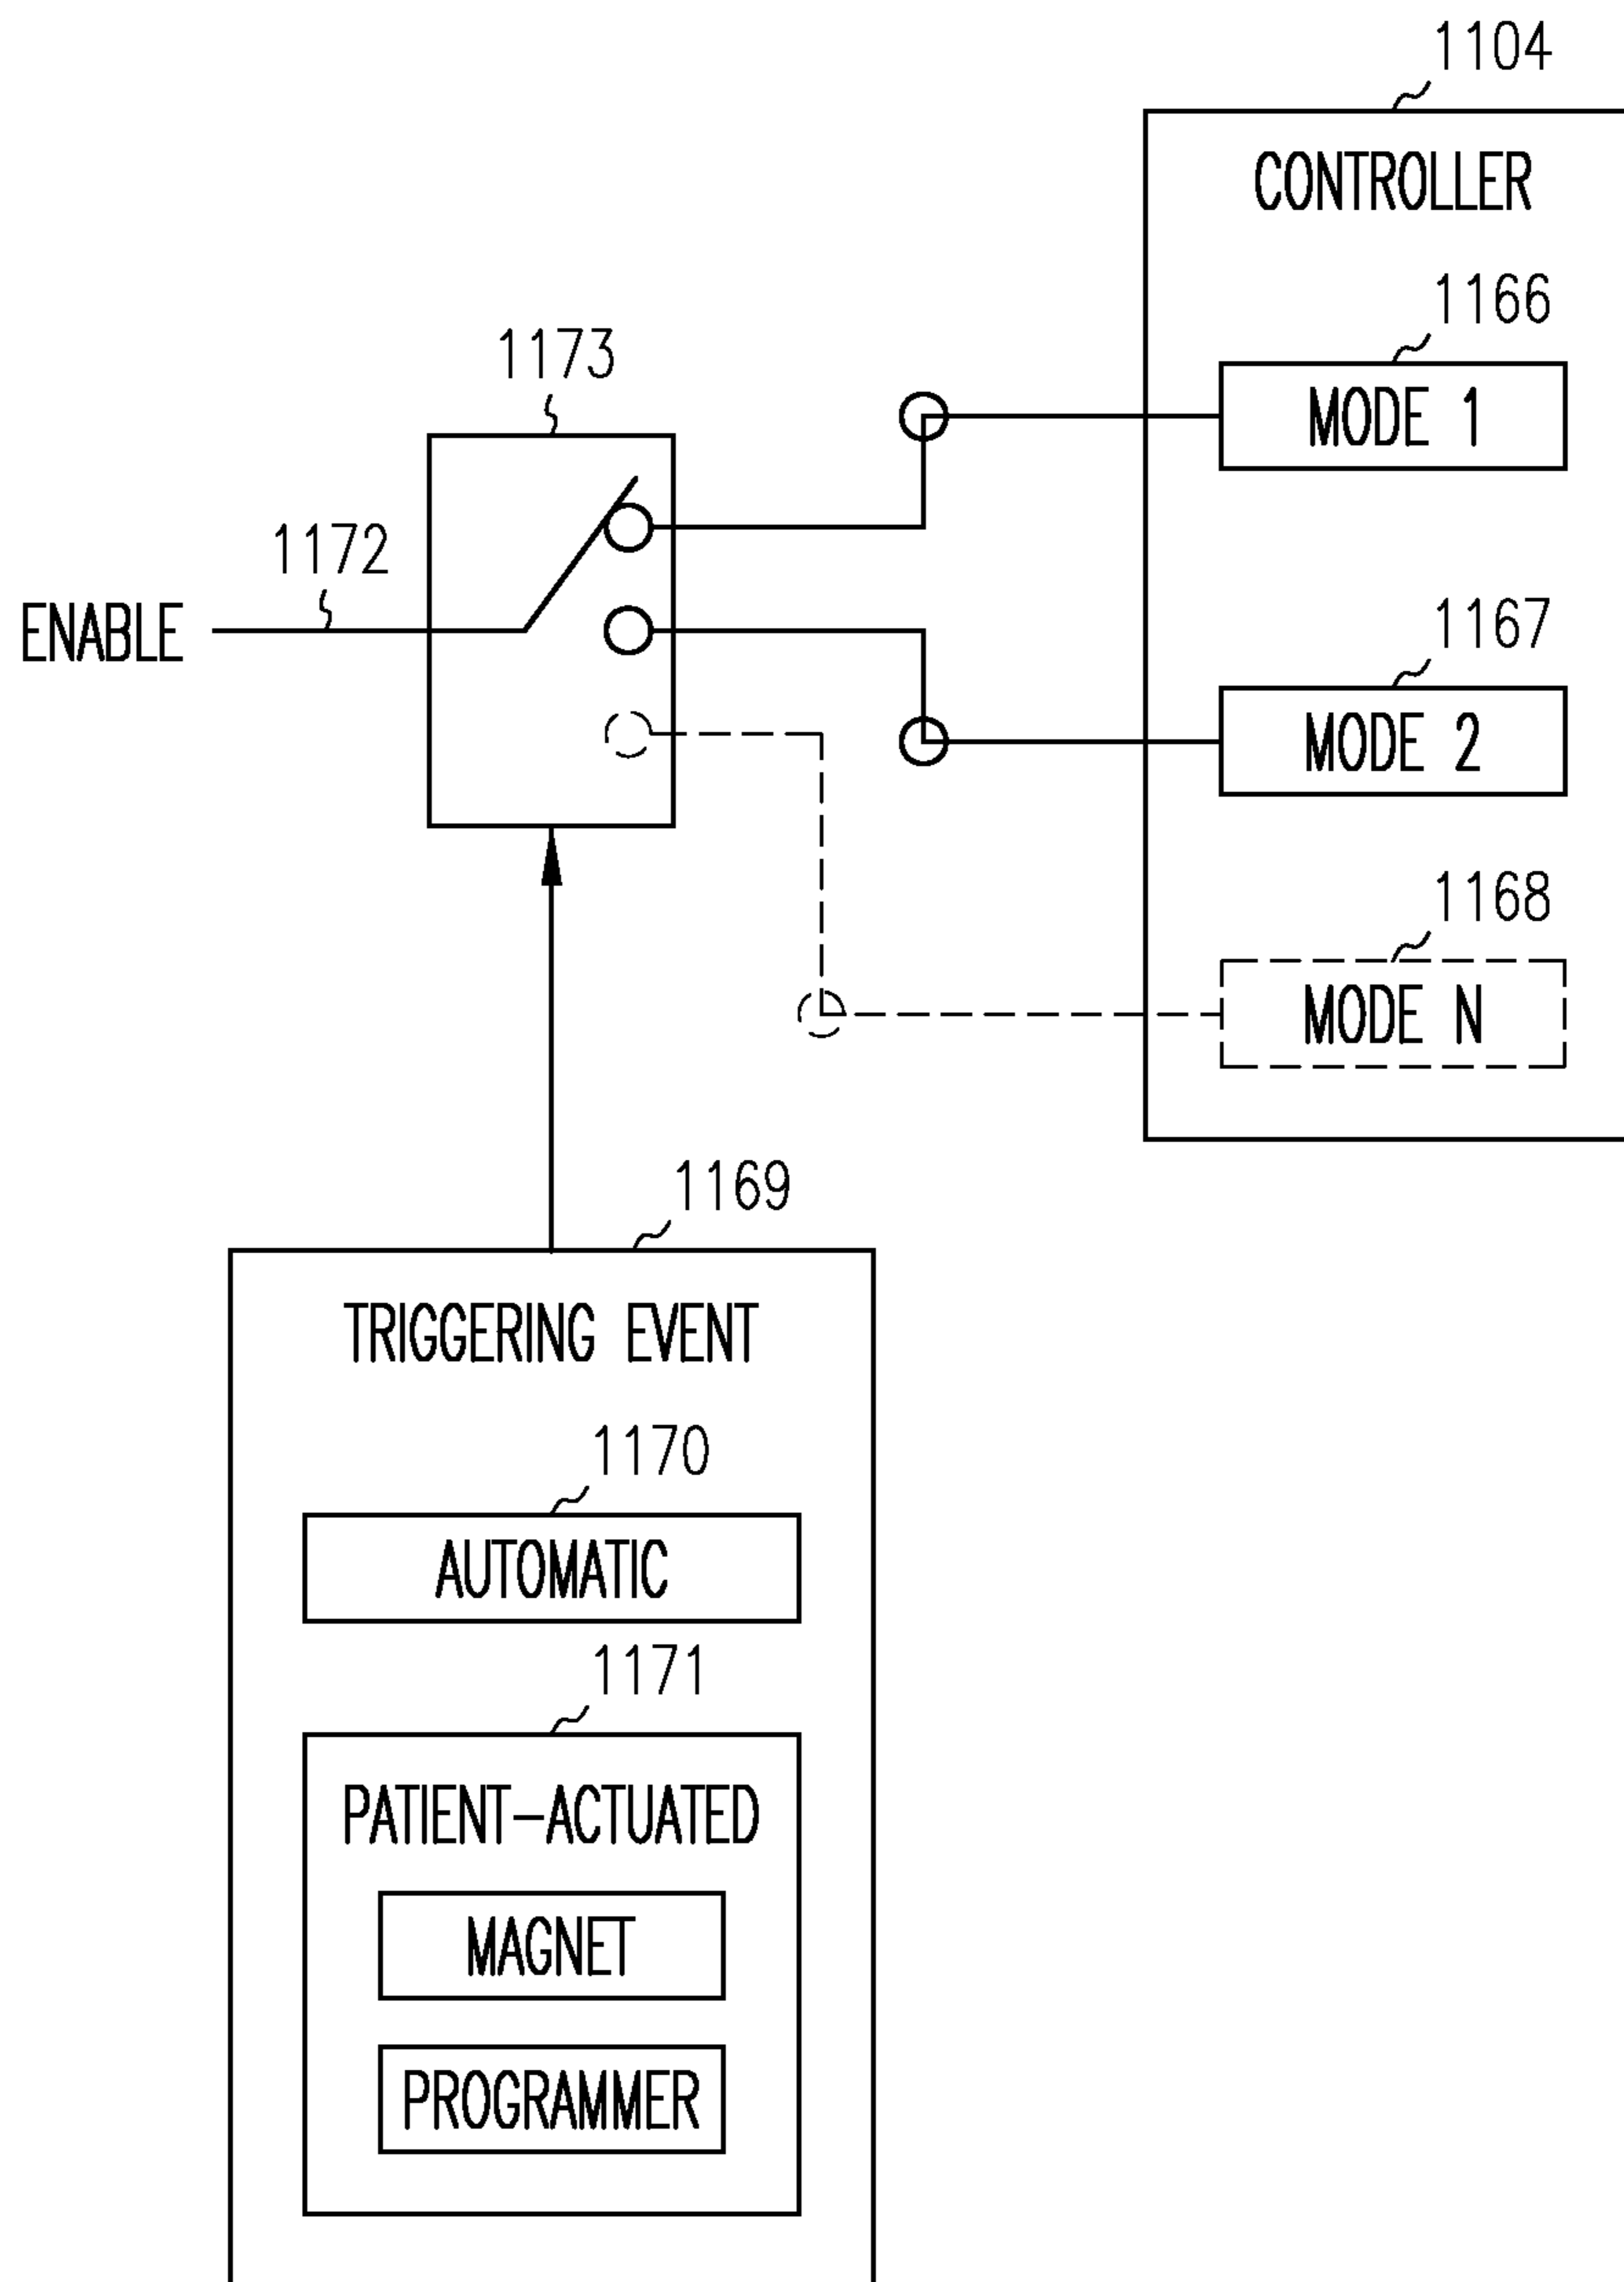 1104
CONTROLLER
1166
MODE 1
1173
1172
ENABLE
1167
MODE 2
1168
MODE N
1169
TRIGGERING EVENT
1170
AUTOMATIC
1171
PATIENT-ACTUATED
MAGNET
PROGRAMMER